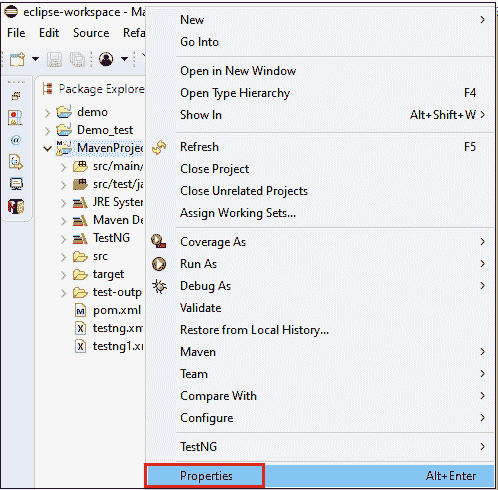 eclipse-workspace - Ma
File Edit Source Refa
Package Explorer
demo
Demo_test
MavenProjec
src/main/
src/test/ja
JRE System
Maven De
TestNG
src
target
test-outp
pom.xml
testng.xm
testng1.xm
New
Go Into
Open in New Window
Open Type Hierarchy F4
Show In Alt+Shift+W
Refresh F5
Close Project
Close Unrelated Projects
Assign Working Sets...
Coverage As
Run As
Debug As
Validate
Restore from Local History...
Maven
Team
Compare With
Configure
TestNG
Properties Alt+Enter